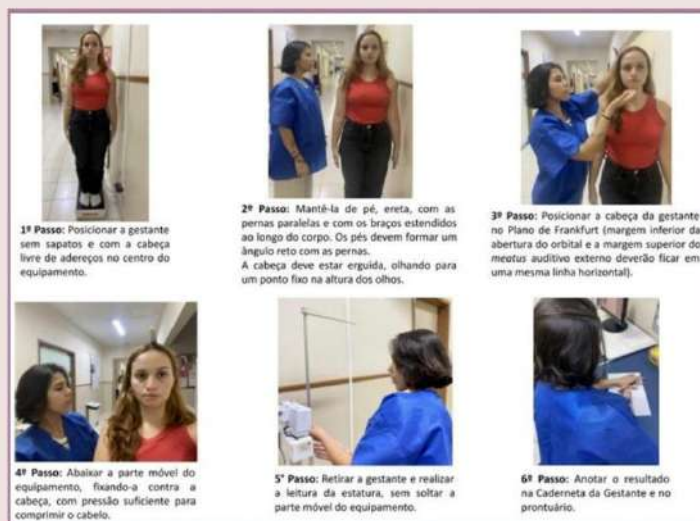 1º Passo: Posicionar a gestante
sem sapatos e com a cabeça
livre de adereços no centro do
equipamento.
2º Passo: Mantê-la de pé, ereta, com as
pernas paralelas e com os braços estendidos
ao longo do corpo. Os pés devem formar um
ângulo reto com as pernas.
A cabeça deve estar erguida, olhando para
um ponto fixo na altura dos olhos.
3º Passo: Posicionar a cabeça da gestante
no Plano de Frankfurt (margem inferior da
abertura do orbital e a margem superior do
meatus auditivo externo deverão ficar em
uma mesma linha horizontal).
4º Passo: Abaixar a parte móvel do
equipamento, fixando-a contra a
cabeça, com pressão suficiente para
comprimir o cabelo.
5° Passo: Retirar a gestante e realizar
a leitura da estatura, sem soltar a
parte móvel do equipamento.
6º Passo: Anotar o resultado
na Caderneta da Gestante e no
prontuário.